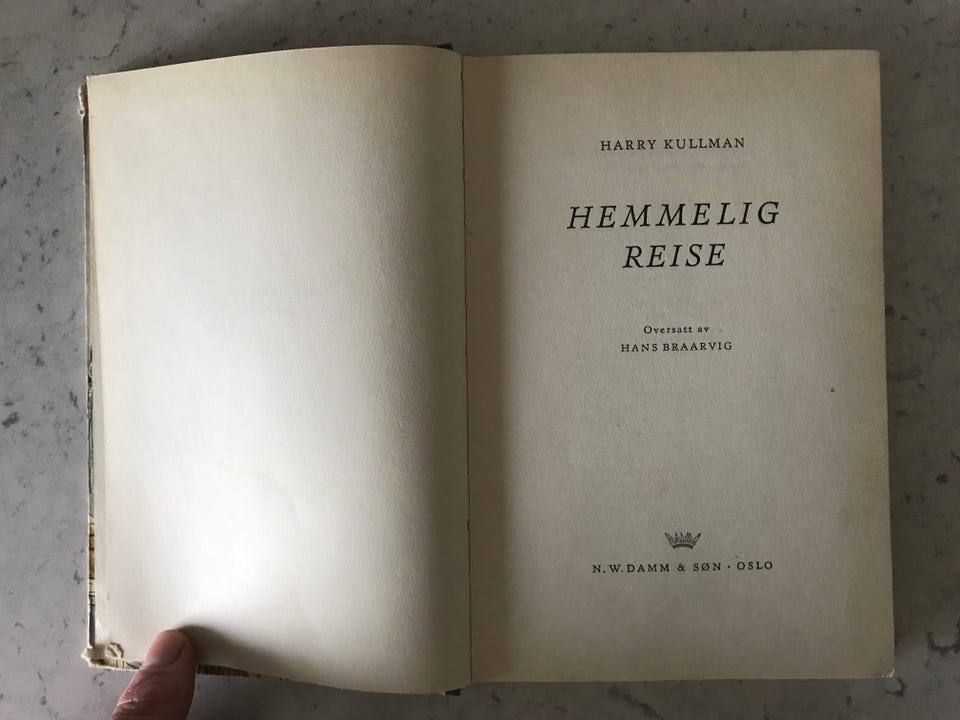 HARRY KULLMAN
HEMMELIG
REISE
Oversatt av
HANS BRAARVIG
N. W. DAMM & SØN · OSLO